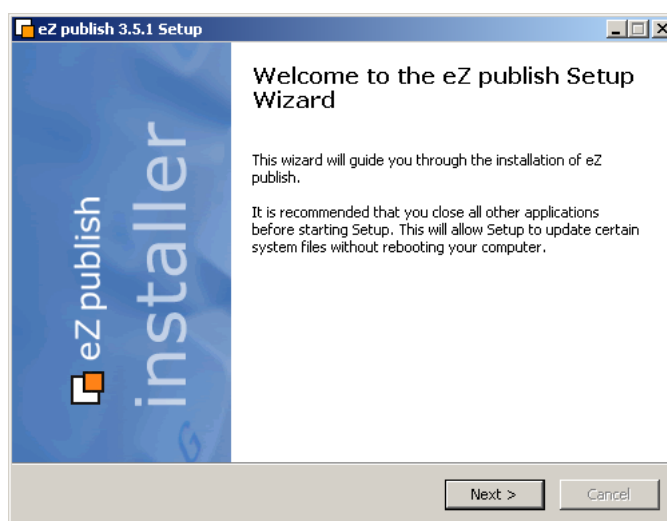 eZ publish 3.5.1 Setup
eZ publish
installer
Welcome to the eZ publish Setup
Wizard
This wizard will guide you through the installation of eZ
publish.
It is recommended that you close all other applications
before starting Setup. This will allow Setup to update certain
system files without rebooting your computer.
Next >
Cancel